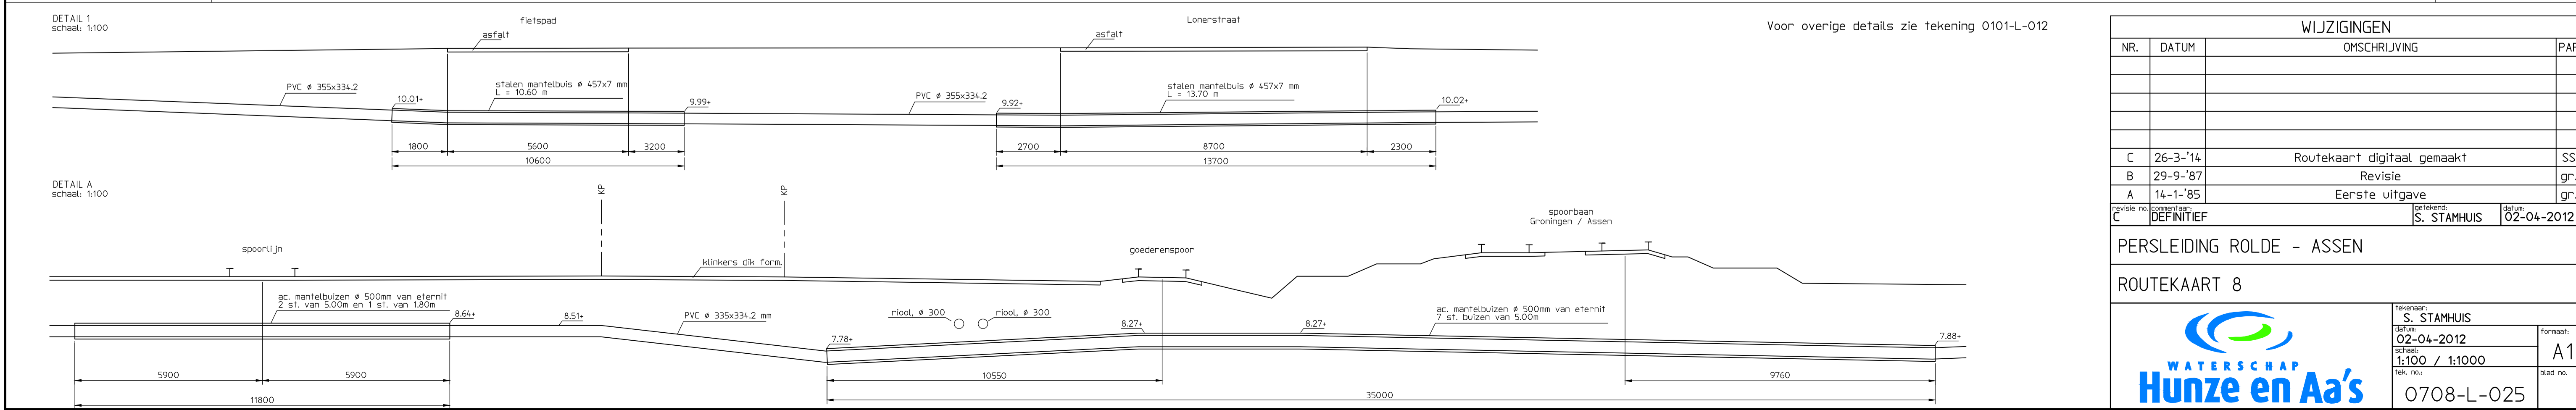 DETAIL 1
schaal: 1:100
fietspad
asfalt
Lonerstraat
asfalt
Voor overige details zie tekening 0101-L-012
PVC ø 355x334.2
10.01+
stalen mantelbuis ø 457x7 mm
L = 10.60 m
9.99+
PVC ø 355x334.2
9.92+
stalen mantelbuis ø 457x7 mm
L = 13.70 m
10.02+
1800
5600
3200
10600
2700
8700
2300
13700
DETAIL A
schaal: 1:100
KP
KP
spoorlijn
klinkers dik form.
goederenspoor
spoorbaan
Groningen / Assen
ac. mantelbuizen ø 500mm van eternit
2 st. van 5.00m en 1 st. van 1.80m
8.64+
8.51+
PVC ø 335x334.2 mm
riool, ø 300
riool, ø 300
7.78+
8.27+
8.27+
ac. mantelbuizen ø 500mm van eternit
7 st. buizen van 5.00m
7.88+
5900
5900
11800
10550
9760
35000
WIJZIGINGEN
NR. DATUM OMSCHRIJVING PAR
C 26-3-'14 Routekaart digitaal gemaakt SS
B 29-9-'87 Revisie gr.
A 14-1-'85 Eerste uitgave gr.
revisie no. commentaar: getekend: datum:
C DEFINITIEF S. STAMHUIS 02-04-2012
PERSLEIDING ROLDE - ASSEN
ROUTEKAART 8
WATERSCHAP
Hunze en Aa's
tekenaar:
S. STAMHUIS
datum:
02-04-2012
formaat:
A1
schaal:
1:100 / 1:1000
tek. no.:
0708-L-025
blad no.